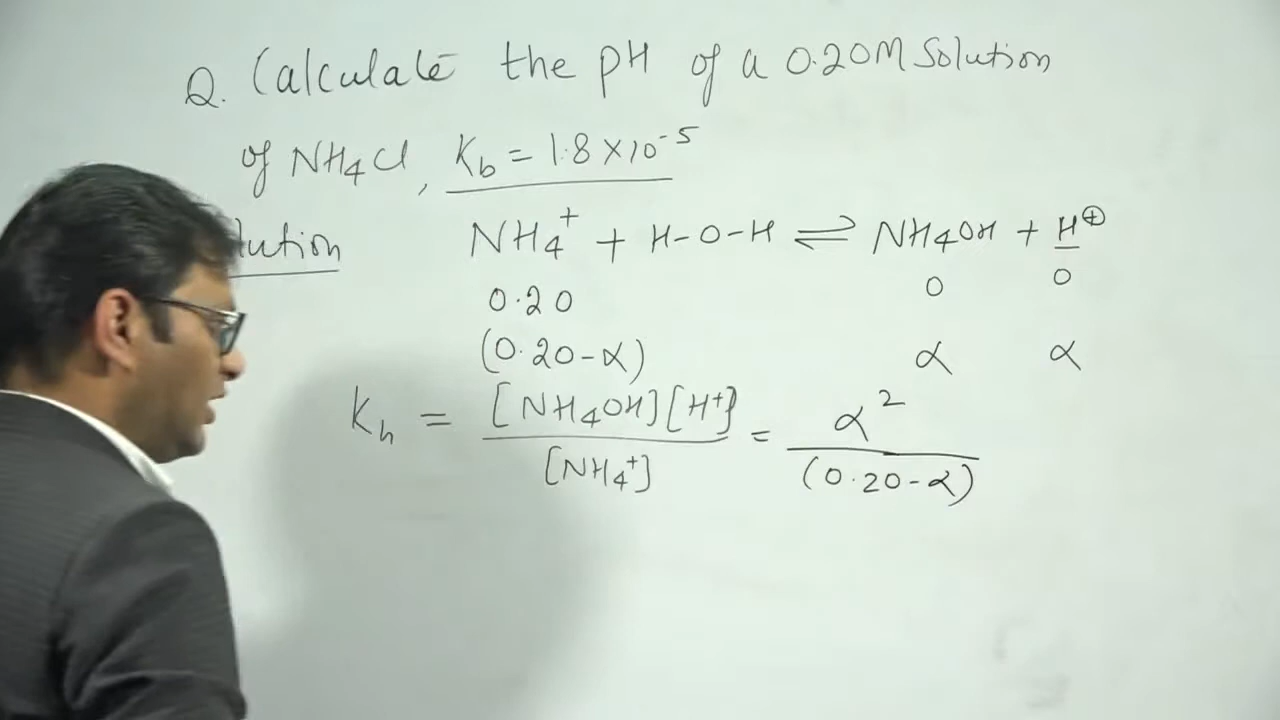 Q. Calculate the pH of a 0.20M Solution
of NH4Cl, Kb = 1.8 × 10⁻⁵
lution NH4⁺ + H-O-H ⇌ NH4OH + H⊕
0.20 0 0
(0.20-α) α α
Kh = [NH4OH][H⁺] / [NH4⁺] = α² / (0.20-α)